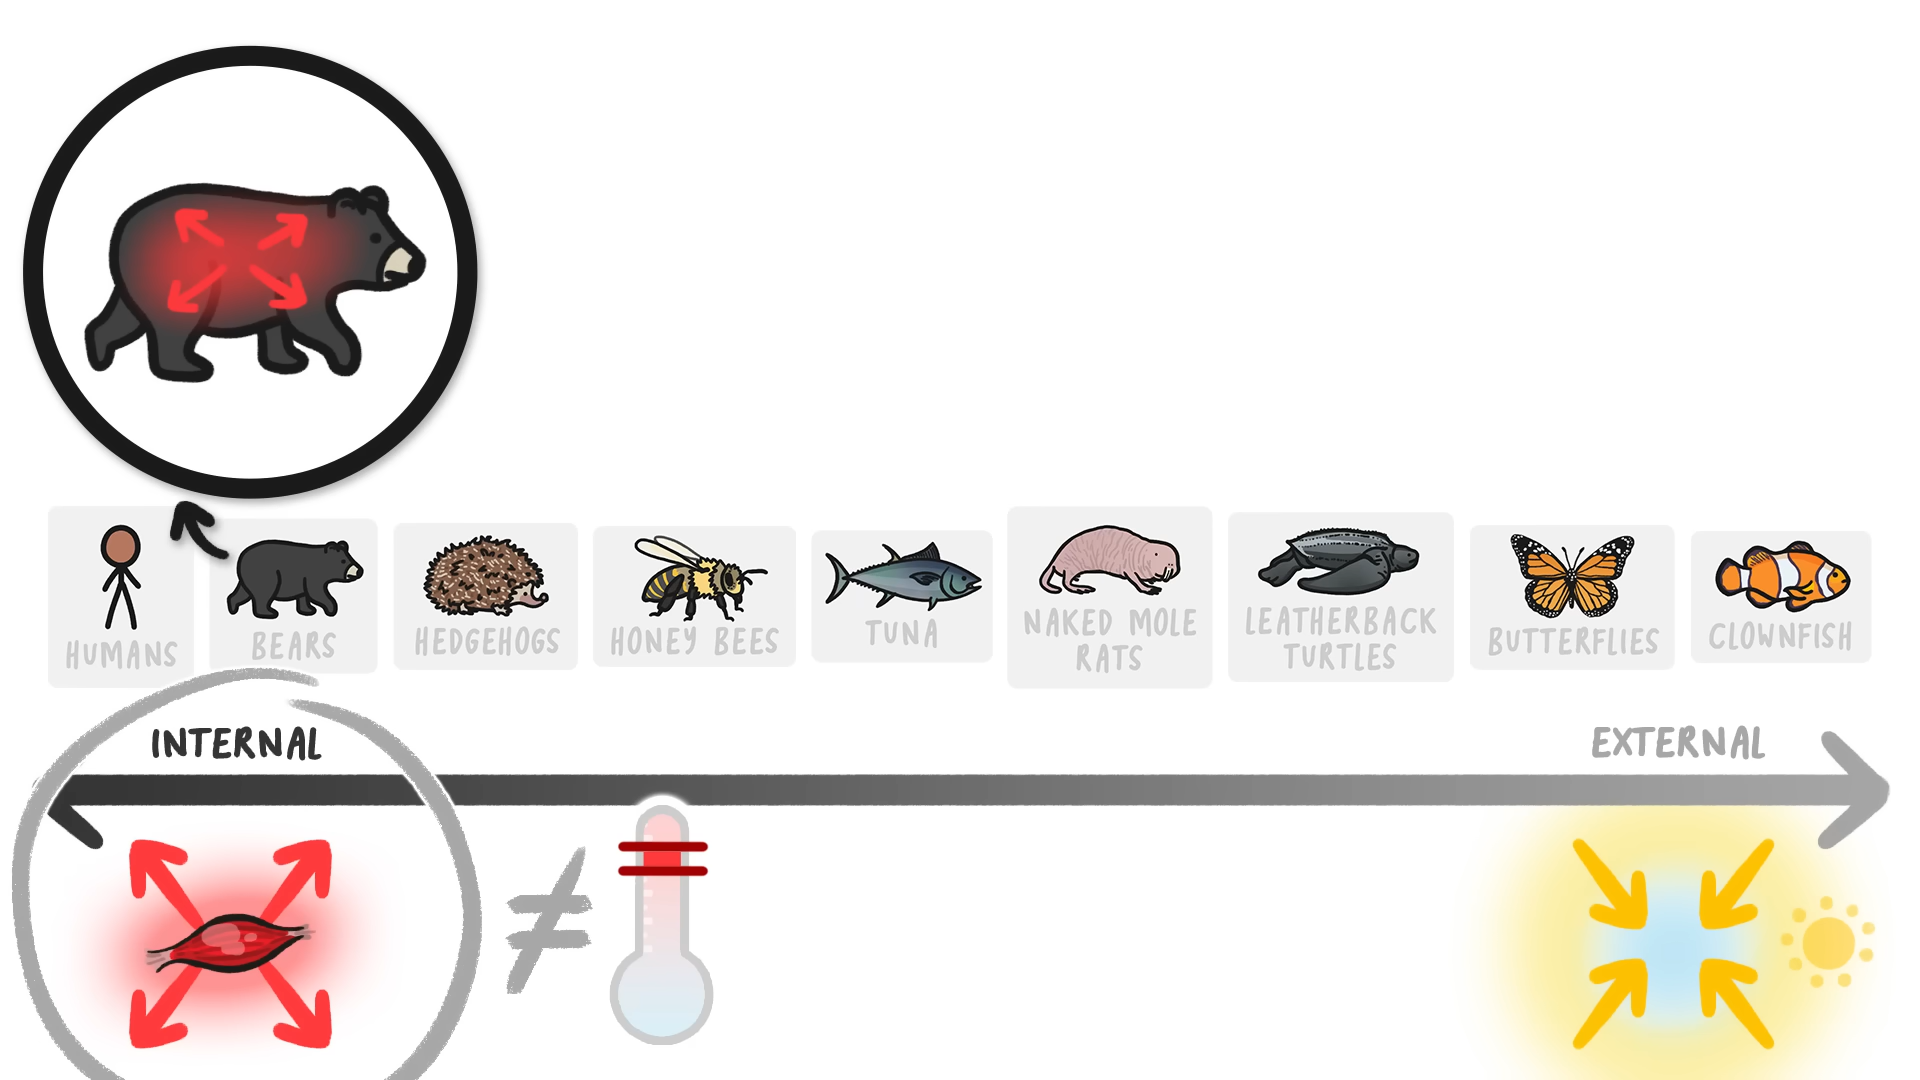 HUMANS
BEARS
HEDGEHOGS
HONEY BEES
TUNA
NAKED MOLE
RATS
LEATHERBACK
TURTLES
BUTTERFLIES
CLOWNFISH
INTERNAL
EXTERNAL
≠